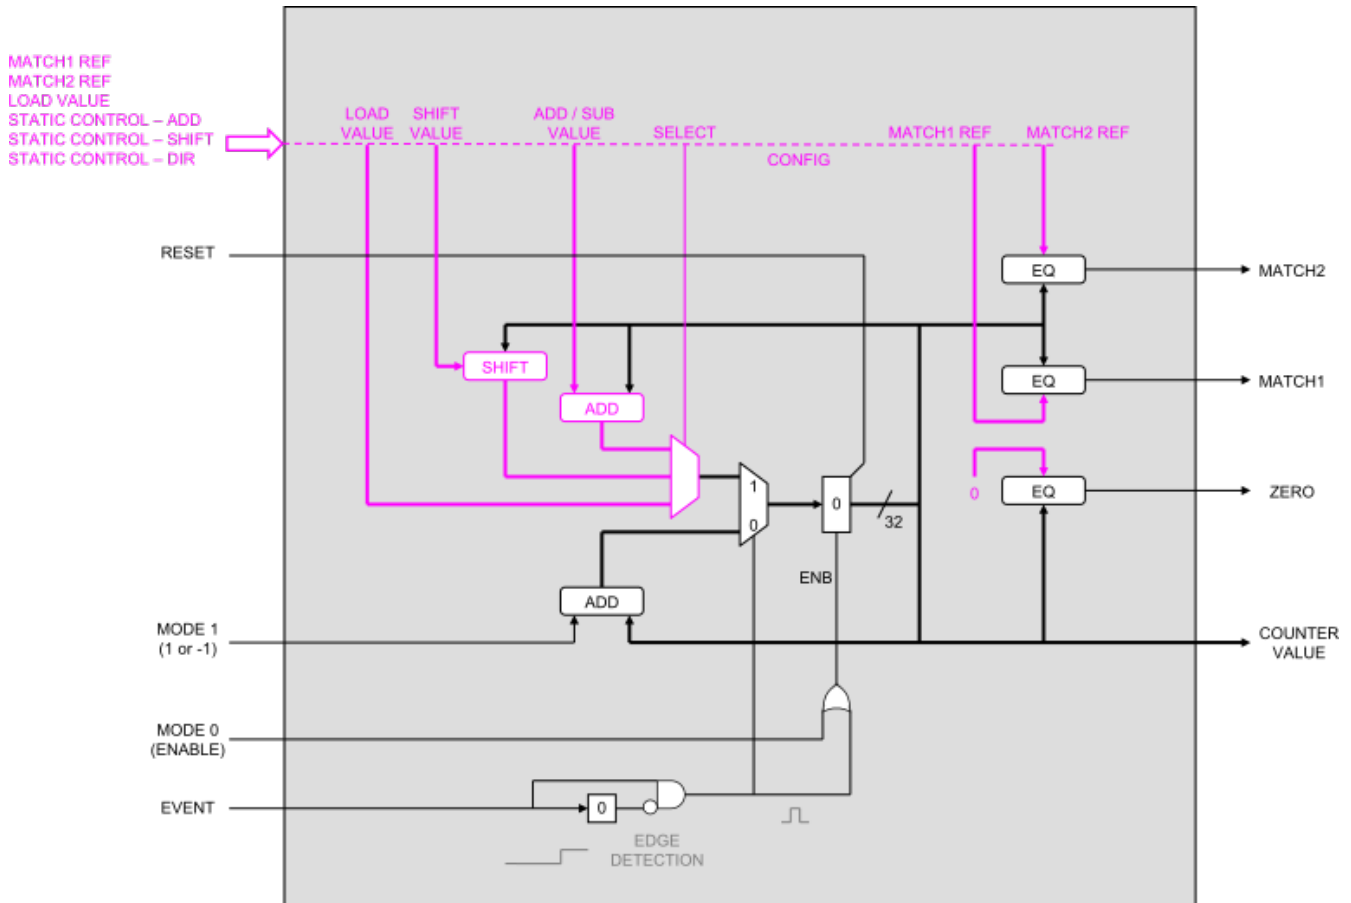 MATCH1 REF
MATCH2 REF
LOAD VALUE
STATIC CONTROL – ADD
STATIC CONTROL – SHIFT
STATIC CONTROL – DIR
LOAD
VALUE
SHIFT
VALUE
ADD / SUB
VALUE
SELECT
CONFIG
MATCH1 REF
MATCH2 REF
RESET
EQ
MATCH2
SHIFT
EQ
MATCH1
ADD
1
0
0
32
0
EQ
ZERO
ENB
ADD
MODE 1
(1 or -1)
COUNTER
VALUE
MODE 0
(ENABLE)
EVENT
0
EDGE
DETECTION